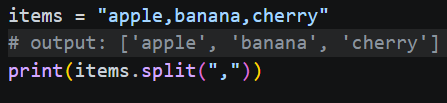 items = "apple,banana,cherry"
# output: ['apple', 'banana', 'cherry']
print(items.split(","))